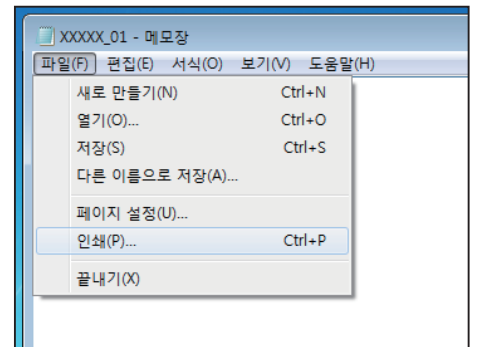 XXXXX_01 - 메모장
파일(F) 편집(E) 서식(O) 보기(V) 도움말(H)
새로 만들기(N) Ctrl+N
열기(O)... Ctrl+O
저장(S) Ctrl+S
다른 이름으로 저장(A)...
페이지 설정(U)...
인쇄(P)... Ctrl+P
끝내기(X)